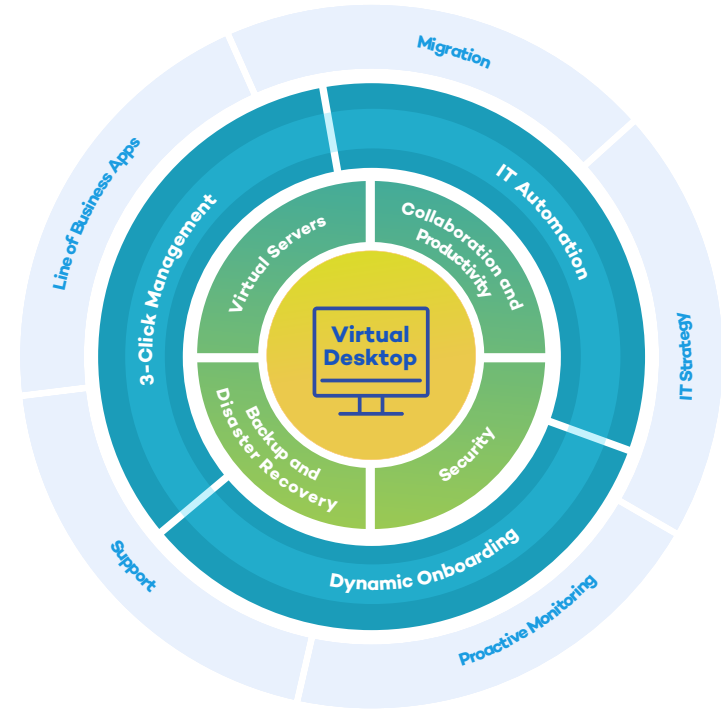 Migration
Line of Business Apps
IT Automation
3-Click Management
Virtual Servers
Collaboration and
Productivity
Virtual
Desktop
IT Strategy
Backup and
Disaster Recovery
Security
Dynamic Onboarding
Support
Proactive Monitoring